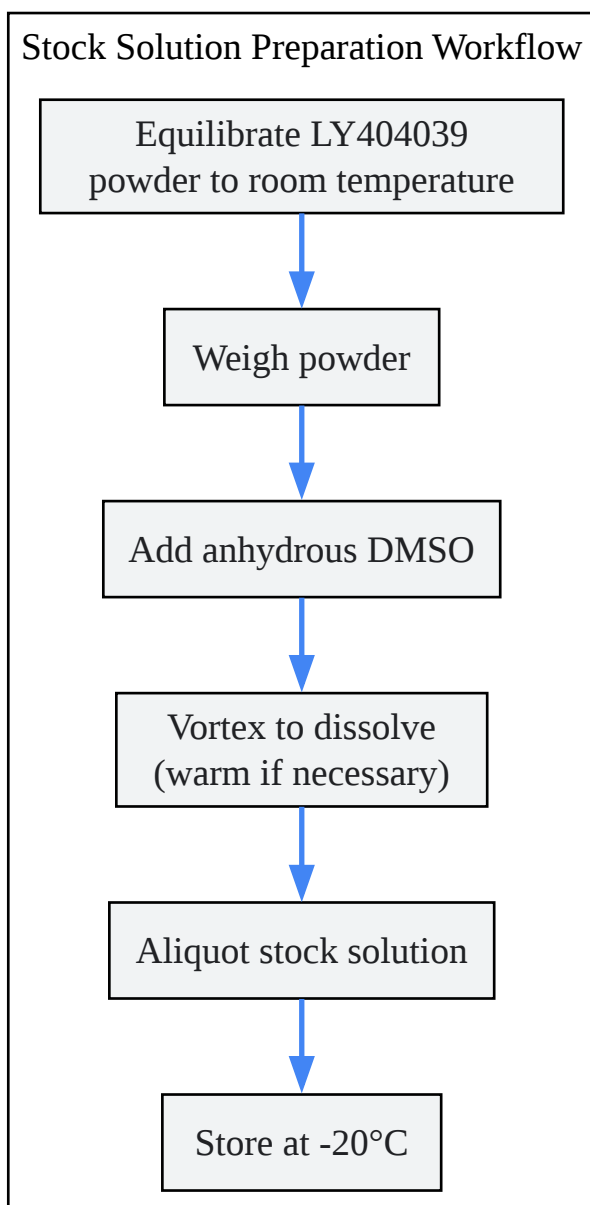 Stock Solution Preparation Workflow
Equilibrate LY404039
powder to room temperature
Weigh powder
Add anhydrous DMSO
Vortex to dissolve
(warm if necessary)
Aliquot stock solution
Store at -20°C